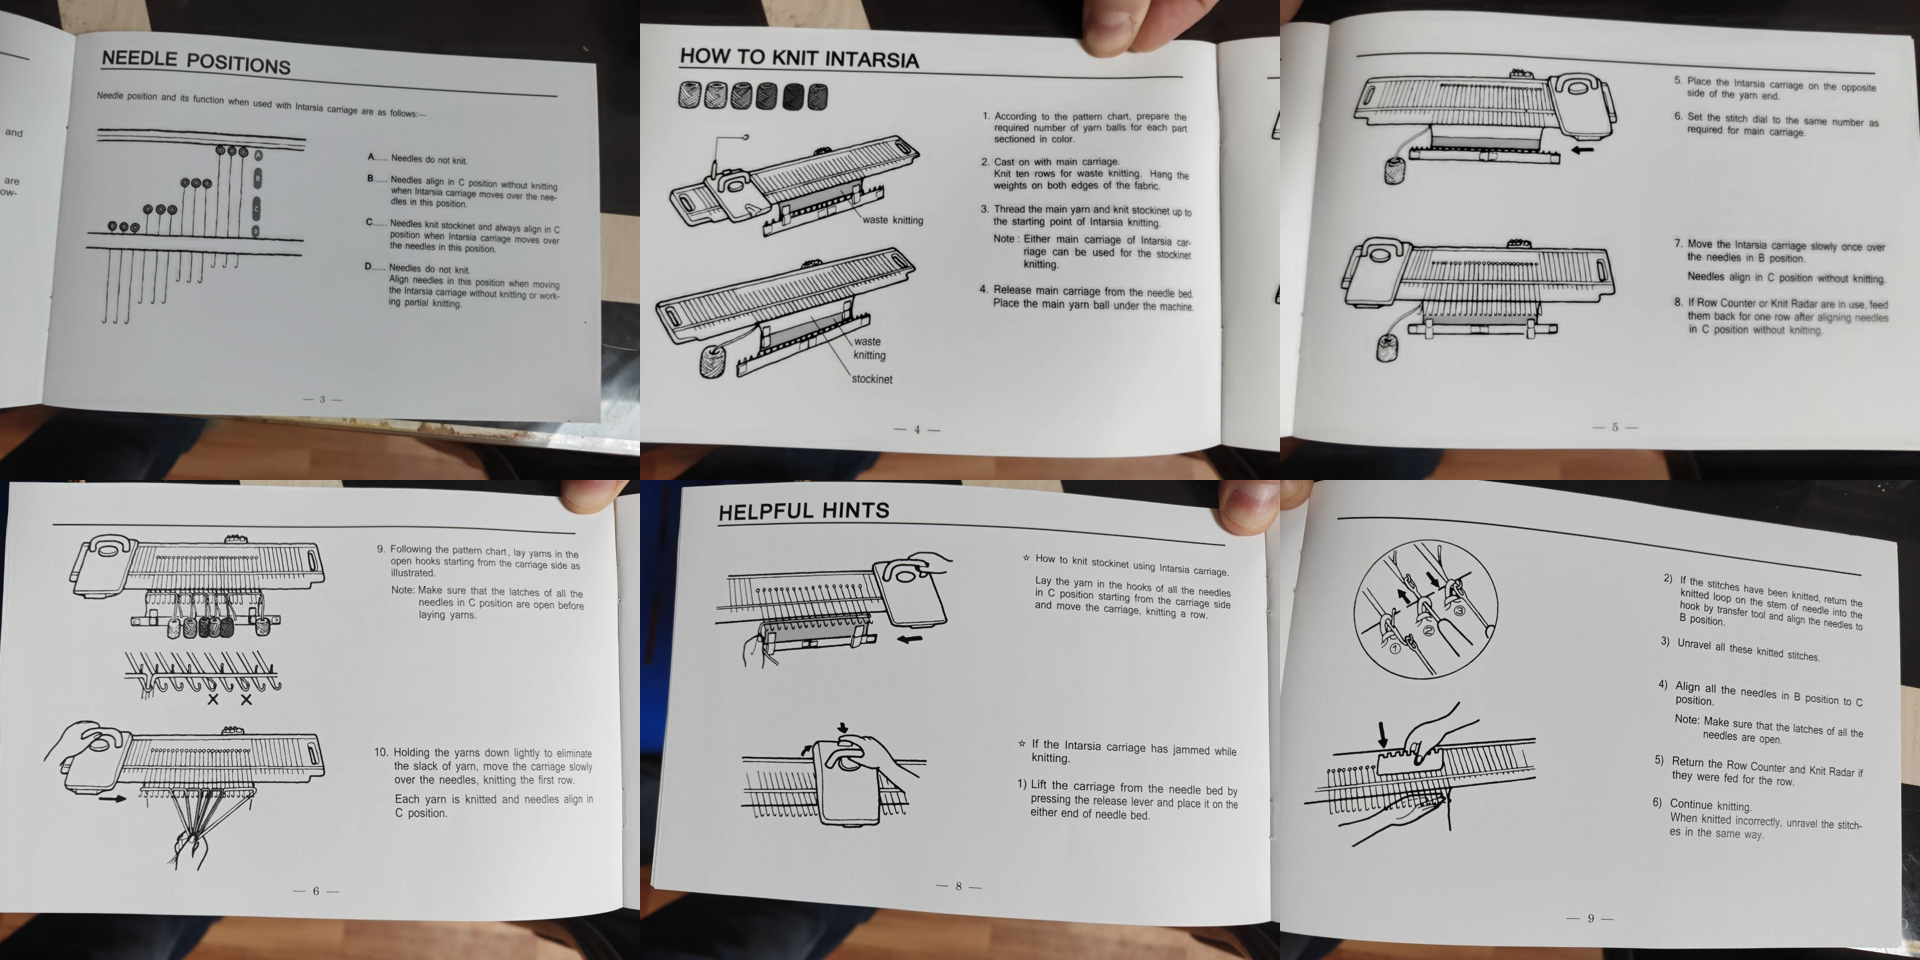 and
are
ow-
NEEDLE POSITIONS
Needle position and its function when used with Intarsia carriage are as follows:—
A
B
C
D
A...... Needles do not knit.
B...... Needles align in C position without knitting
when Intarsia carriage moves over the nee-
dles in this position.
C...... Needles knit stockinet and always align in C
position when Intarsia carriage moves over
the needles in this position.
D...... Needles do not knit.
Align needles in this position when moving
the Intarsia carriage without knitting or work-
ing partial knitting.
— 3 —
HOW TO KNIT INTARSIA
waste knitting
waste
knitting
stockinet
1. According to the pattern chart, prepare the
required number of yarn balls for each part
sectioned in color.
2. Cast on with main carriage.
Knit ten rows for waste knitting. Hang the
weights on both edges of the fabric.
3. Thread the main yarn and knit stockinet up to
the starting point of Intarsia knitting.
Note : Either main carriage of Intarsia car-
riage can be used for the stockinet
knitting.
4. Release main carriage from the needle bed.
Place the main yarn ball under the machine.
— 4 —
5. Place the Intarsia carriage on the opposite
side of the yarn end.
6. Set the stitch dial to the same number as
required for main carriage.
7. Move the Intarsia carriage slowly once over
the needles in B position.
Needles align in C position without knitting.
8. If Row Counter or Knit Radar are in use, feed
them back for one row after aligning needles
in C position without knitting.
— 5 —
9. Following the pattern chart, lay yarns in the
open hooks starting from the carriage side as
illustrated.
Note: Make sure that the latches of all the
needles in C position are open before
laying yarns.
10. Holding the yarns down lightly to eliminate
the slack of yarn, move the carriage slowly
over the needles, knitting the first row.
Each yarn is knitted and needles align in
C position.
— 6 —
HELPFUL HINTS
☆ How to knit stockinet using Intarsia carriage.
Lay the yarn in the hooks of all the needles
in C position starting from the carriage side
and move the carriage, knitting a row.
☆ If the Intarsia carriage has jammed while
knitting.
1) Lift the carriage from the needle bed by
pressing the release lever and place it on the
either end of needle bed.
— 8 —
①
②
③
2) If the stitches have been knitted, return the
knitted loop on the stem of needle into the
hook by transfer tool and align the needles to
B position.
3) Unravel all these knitted stitches.
4) Align all the needles in B position to C
position.
Note: Make sure that the latches of all the
needles are open.
5) Return the Row Counter and Knit Radar if
they were fed for the row.
6) Continue knitting.
When knitted incorrectly, unravel the stitch-
es in the same way.
— 9 —